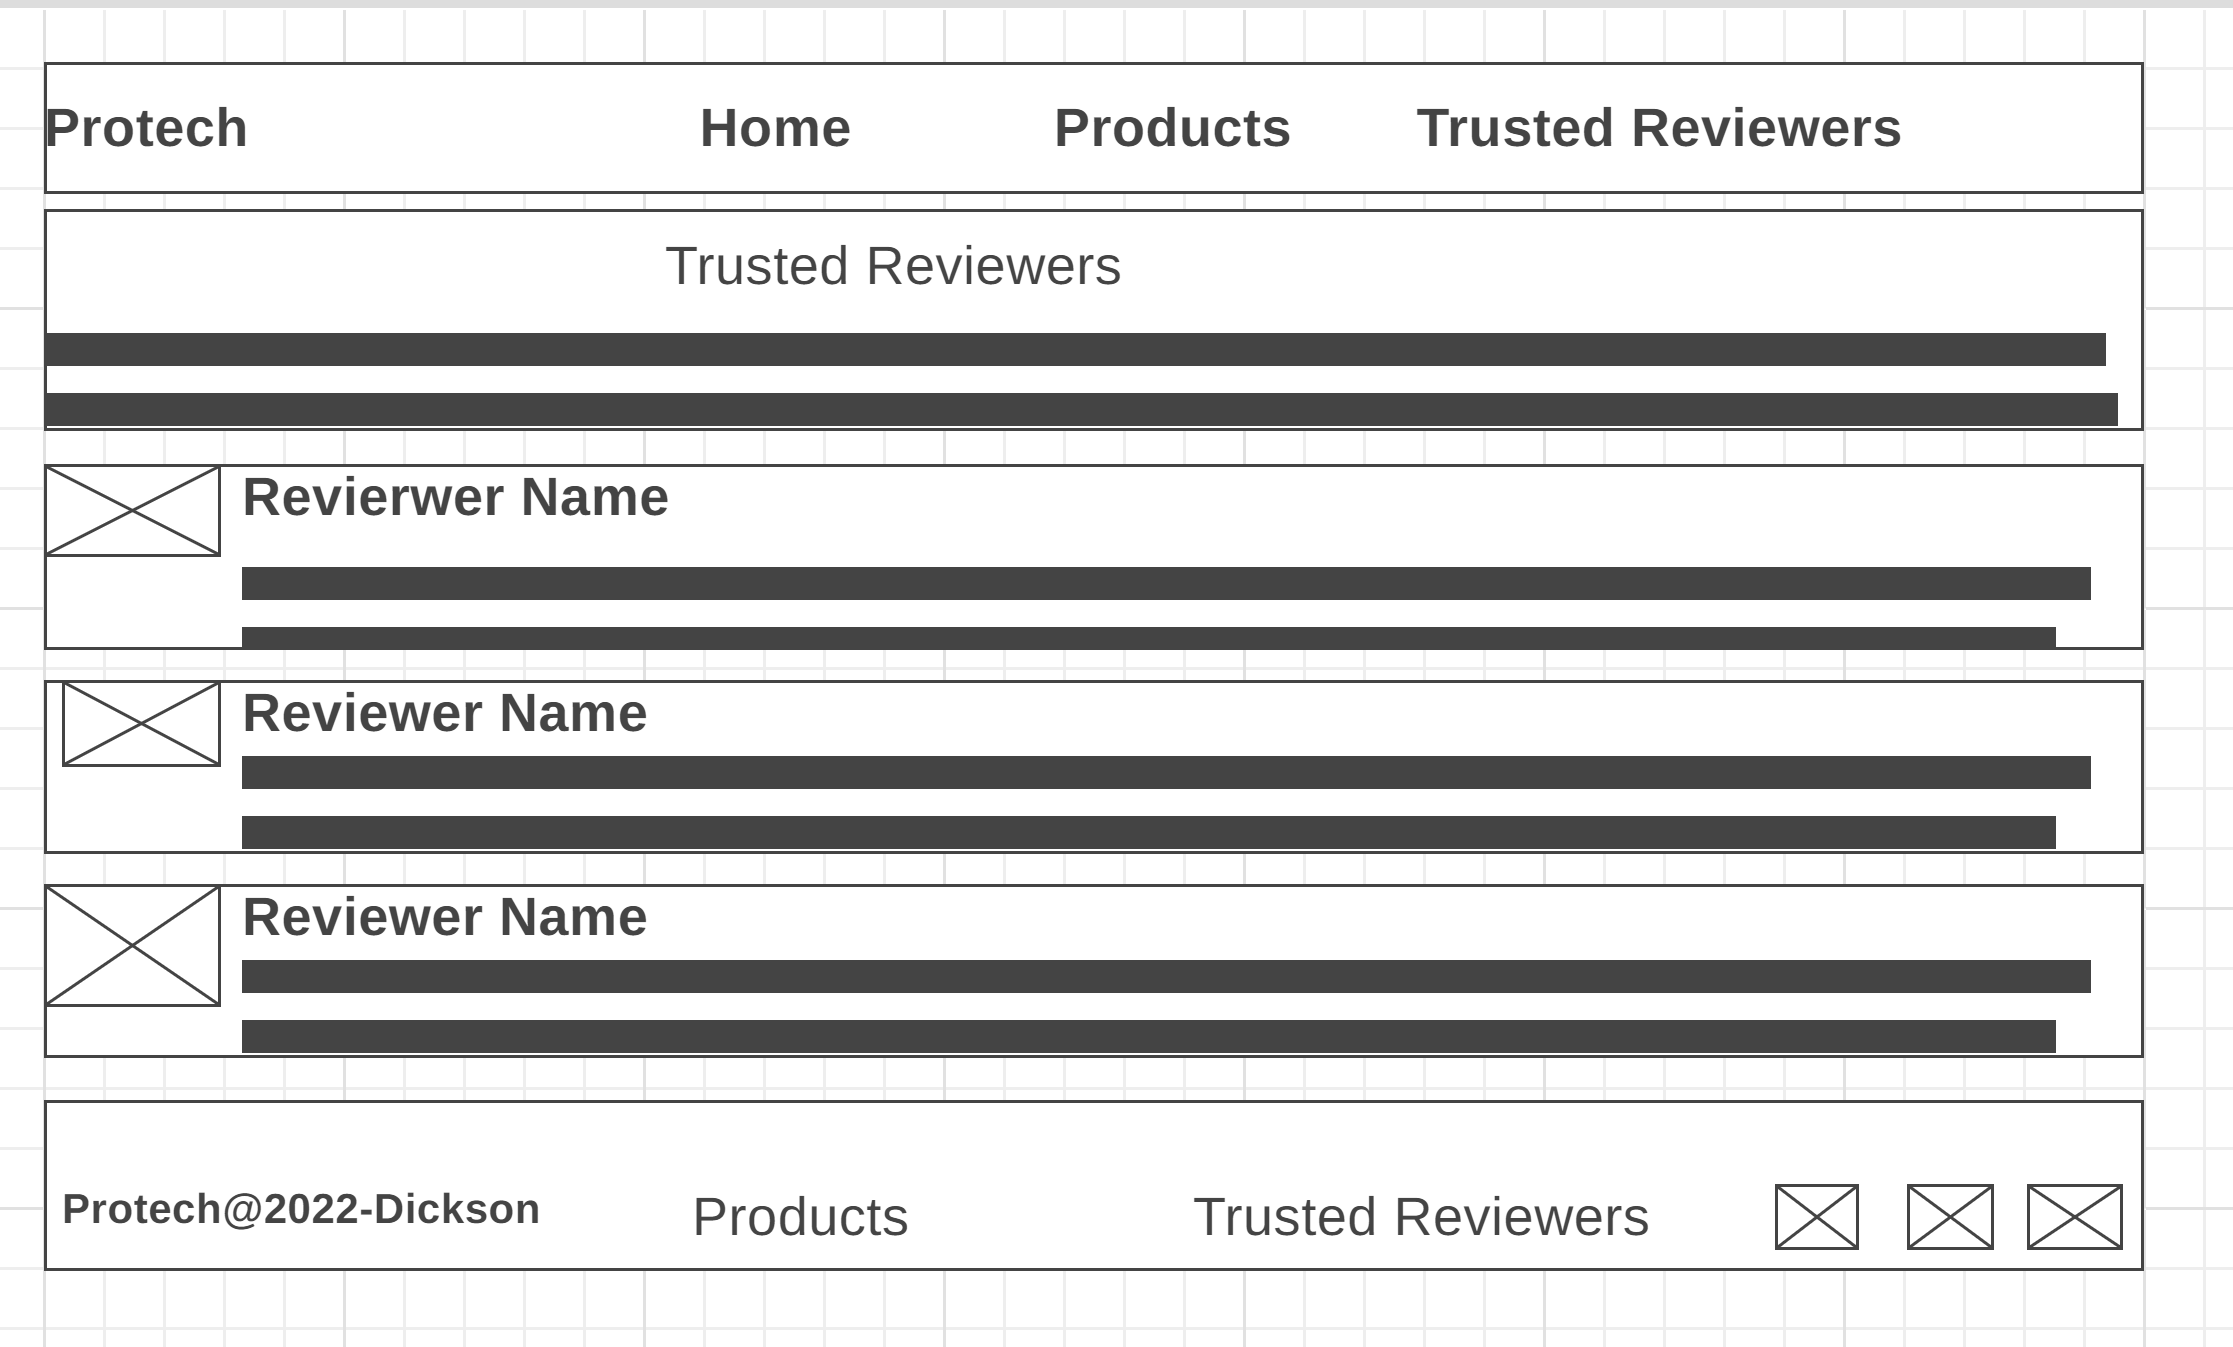 Protech Home Products Trusted Reviewers
Trusted Reviewers
Revierwer Name
Reviewer Name
Reviewer Name
Protech@2022-Dickson Products Trusted Reviewers